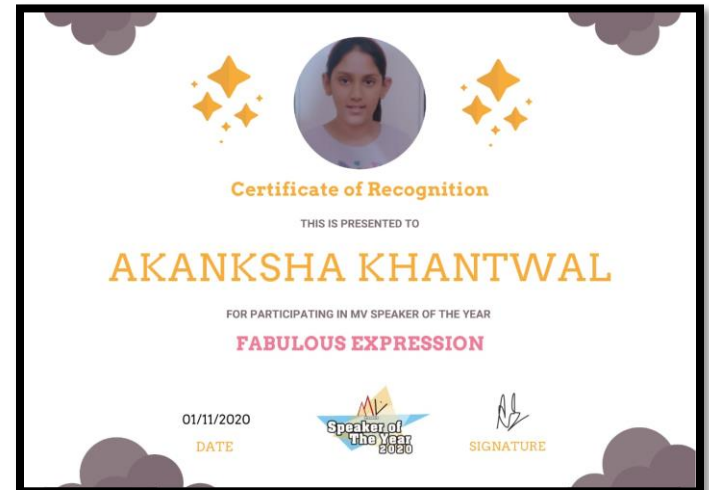 Certificate of Recognition
THIS IS PRESENTED TO
AKANKSHA KHANTWAL
FOR PARTICIPATING IN MV SPEAKER OF THE YEAR
FABULOUS EXPRESSION
01/11/2020
DATE
MV
Speaker of
The Year
2020
SIGNATURE